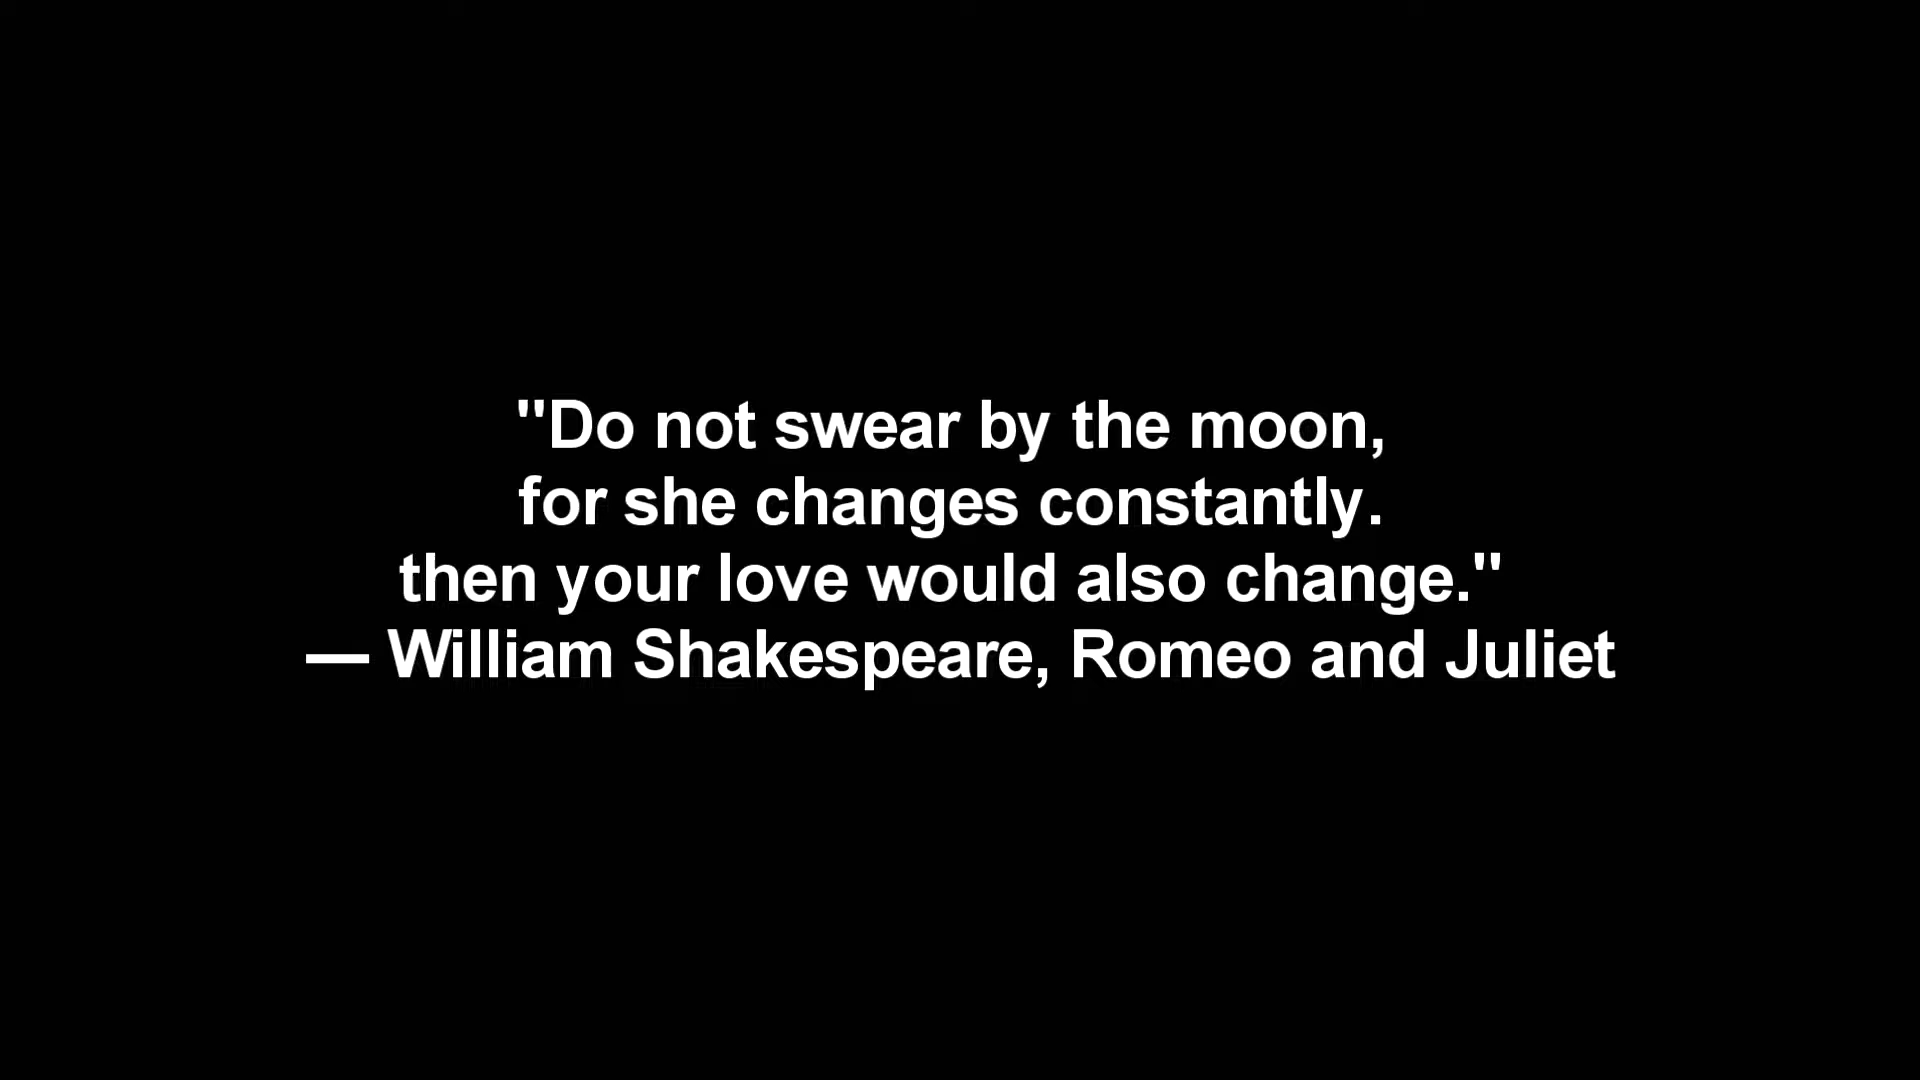 "Do not swear by the moon,
for she changes constantly.
then your love would also change."
— William Shakespeare, Romeo and Juliet